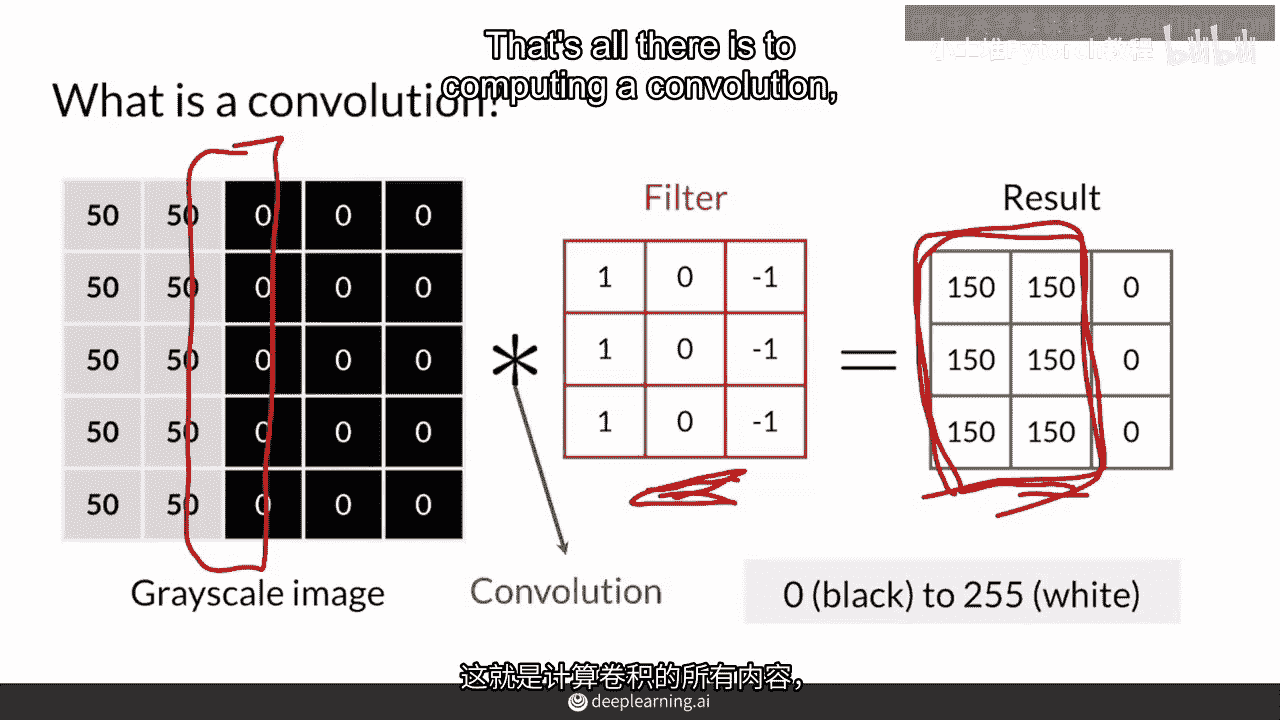 That's all there is to
computing a convolution,
小土堆Pytorch教程 bilibili
What is a convolution?
Filter
Result
50 50 0 0 0
50 50 0 0 0
50 50 0 0 0
50 50 0 0 0
50 50 0 0 0
*
1 0 -1
1 0 -1
1 0 -1
=
150 150 0
150 150 0
150 150 0
Grayscale image
Convolution
0 (black) to 255 (white)
这就是计算卷积的所有内容，
deeplearning.ai